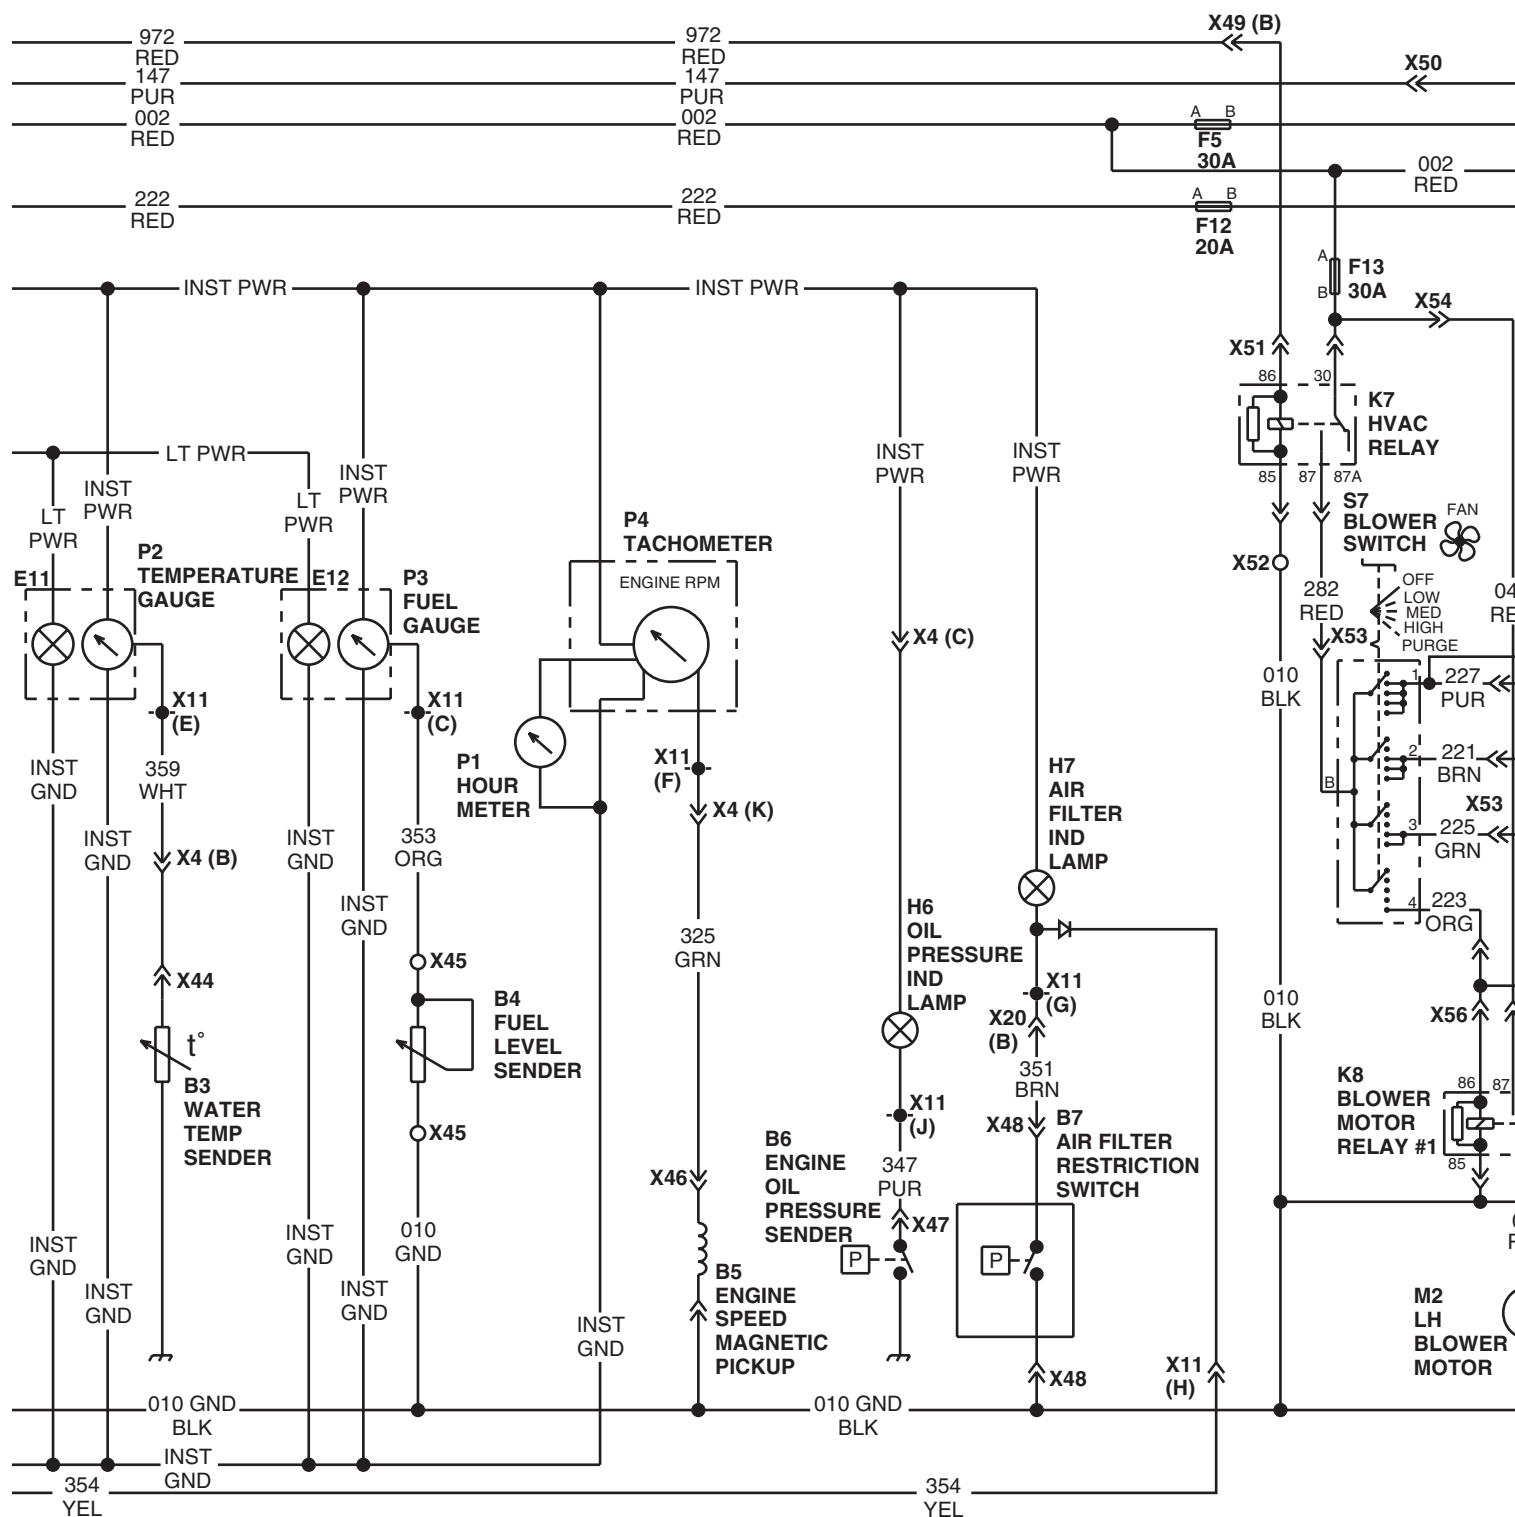 X49 (B)
972
RED
972
RED
X50
147
PUR
147
PUR
002
RED
002
RED
A B
F5
30A
002
RED
222
RED
222
RED
A B
F12
20A
A
B
F13
30A
X54
INST PWR
INST PWR
X51
86
30
K7
HVAC
RELAY
85
87
87A
LT PWR
LT
PWR
INST
PWR
LT
PWR
INST
PWR
INST
PWR
INST
PWR
S7
BLOWER
SWITCH
FAN
X52
OFF
LOW
MED
HIGH
PURGE
282
RED
X53
E11
P2
TEMPERATURE
GAUGE
E12
P3
FUEL
GAUGE
P4
TACHOMETER
ENGINE RPM
X4 (C)
010
BLK
1
227
PUR
2
221
BRN
B
X53
3
225
GRN
4
223
ORG
X11
(E)
X11
(C)
P1
HOUR
METER
X11
(F)
X4 (K)
H7
AIR
FILTER
IND
LAMP
INST
GND
359
WHT
INST
GND
X4 (B)
INST
GND
353
ORG
INST
GND
325
GRN
H6
OIL
PRESSURE
IND
LAMP
X44
X45
B4
FUEL
LEVEL
SENDER
X11
(G)
X20
(B)
010
BLK
X56
t°
B3
WATER
TEMP
SENDER
X45
351
BRN
X48
B7
AIR FILTER
RESTRICTION
SWITCH
X11
(J)
K8
BLOWER
MOTOR
RELAY #1
86
87
85
X46
B6
ENGINE
OIL
PRESSURE
SENDER
347
PUR
X47
P
P
INST
GND
INST
GND
INST
GND
INST
GND
010
GND
INST
GND
B5
ENGINE
SPEED
MAGNETIC
PICKUP
M2
LH
BLOWER
MOTOR
X48
X11
(H)
010 GND
BLK
010 GND
BLK
INST
GND
354
YEL
354
YEL